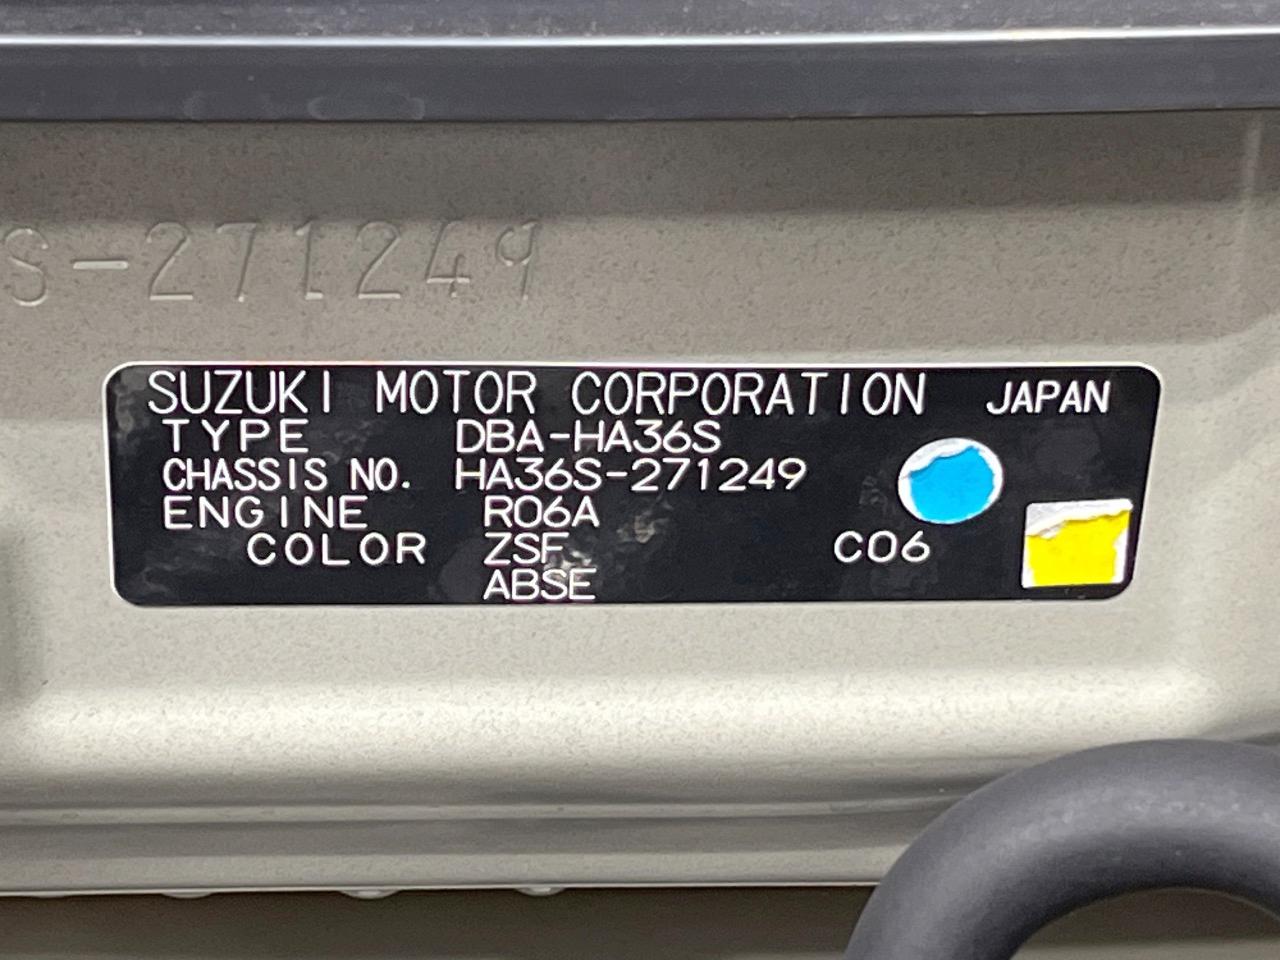 S-271249
SUZUKI MOTOR CORPORATION JAPAN
TYPE DBA-HA36S
CHASSIS NO. HA36S-271249
ENGINE R06A
COLOR ZSF C06
ABSE